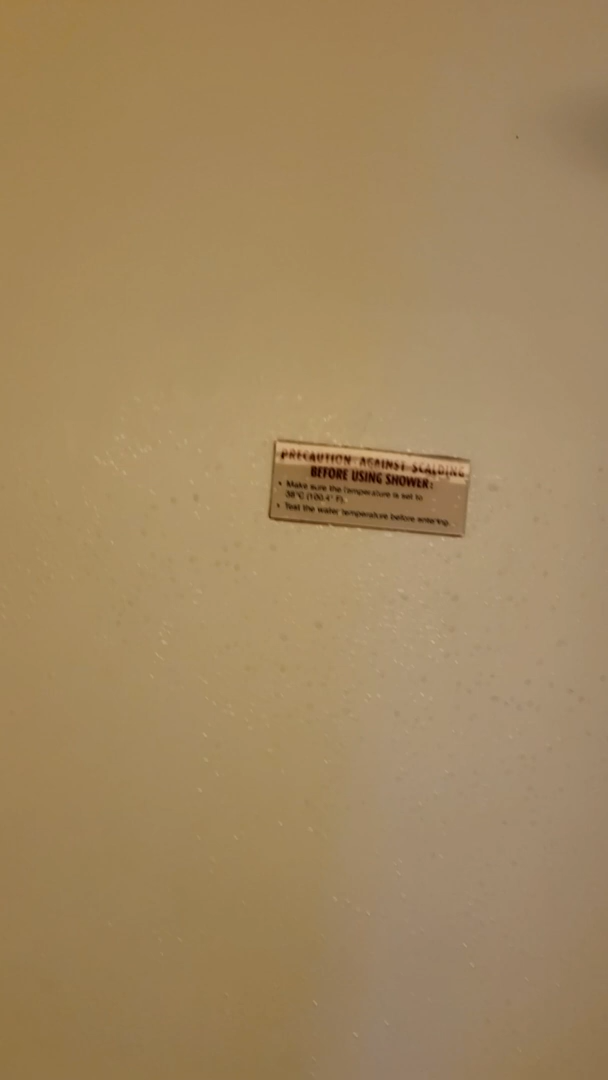 PRECAUTION AGAINST SCALDING
BEFORE USING SHOWER:
• Make sure the temperature is set to
38°C (100.4° F).
• Test the water temperature before entering.